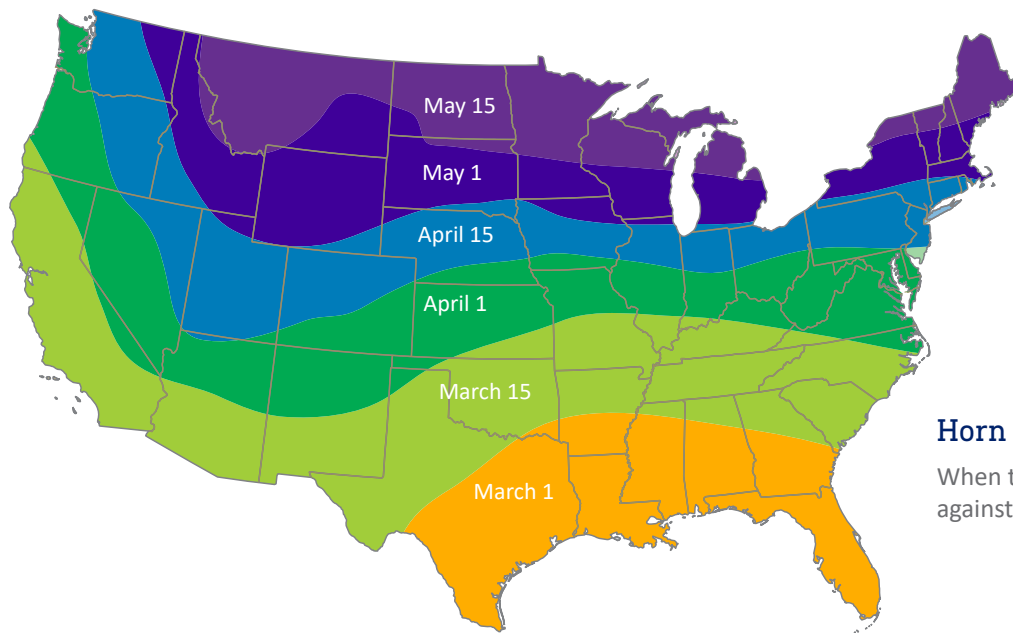 May 15
May 1
April 15
April 1
March 15
March 1
Horn
When t
against